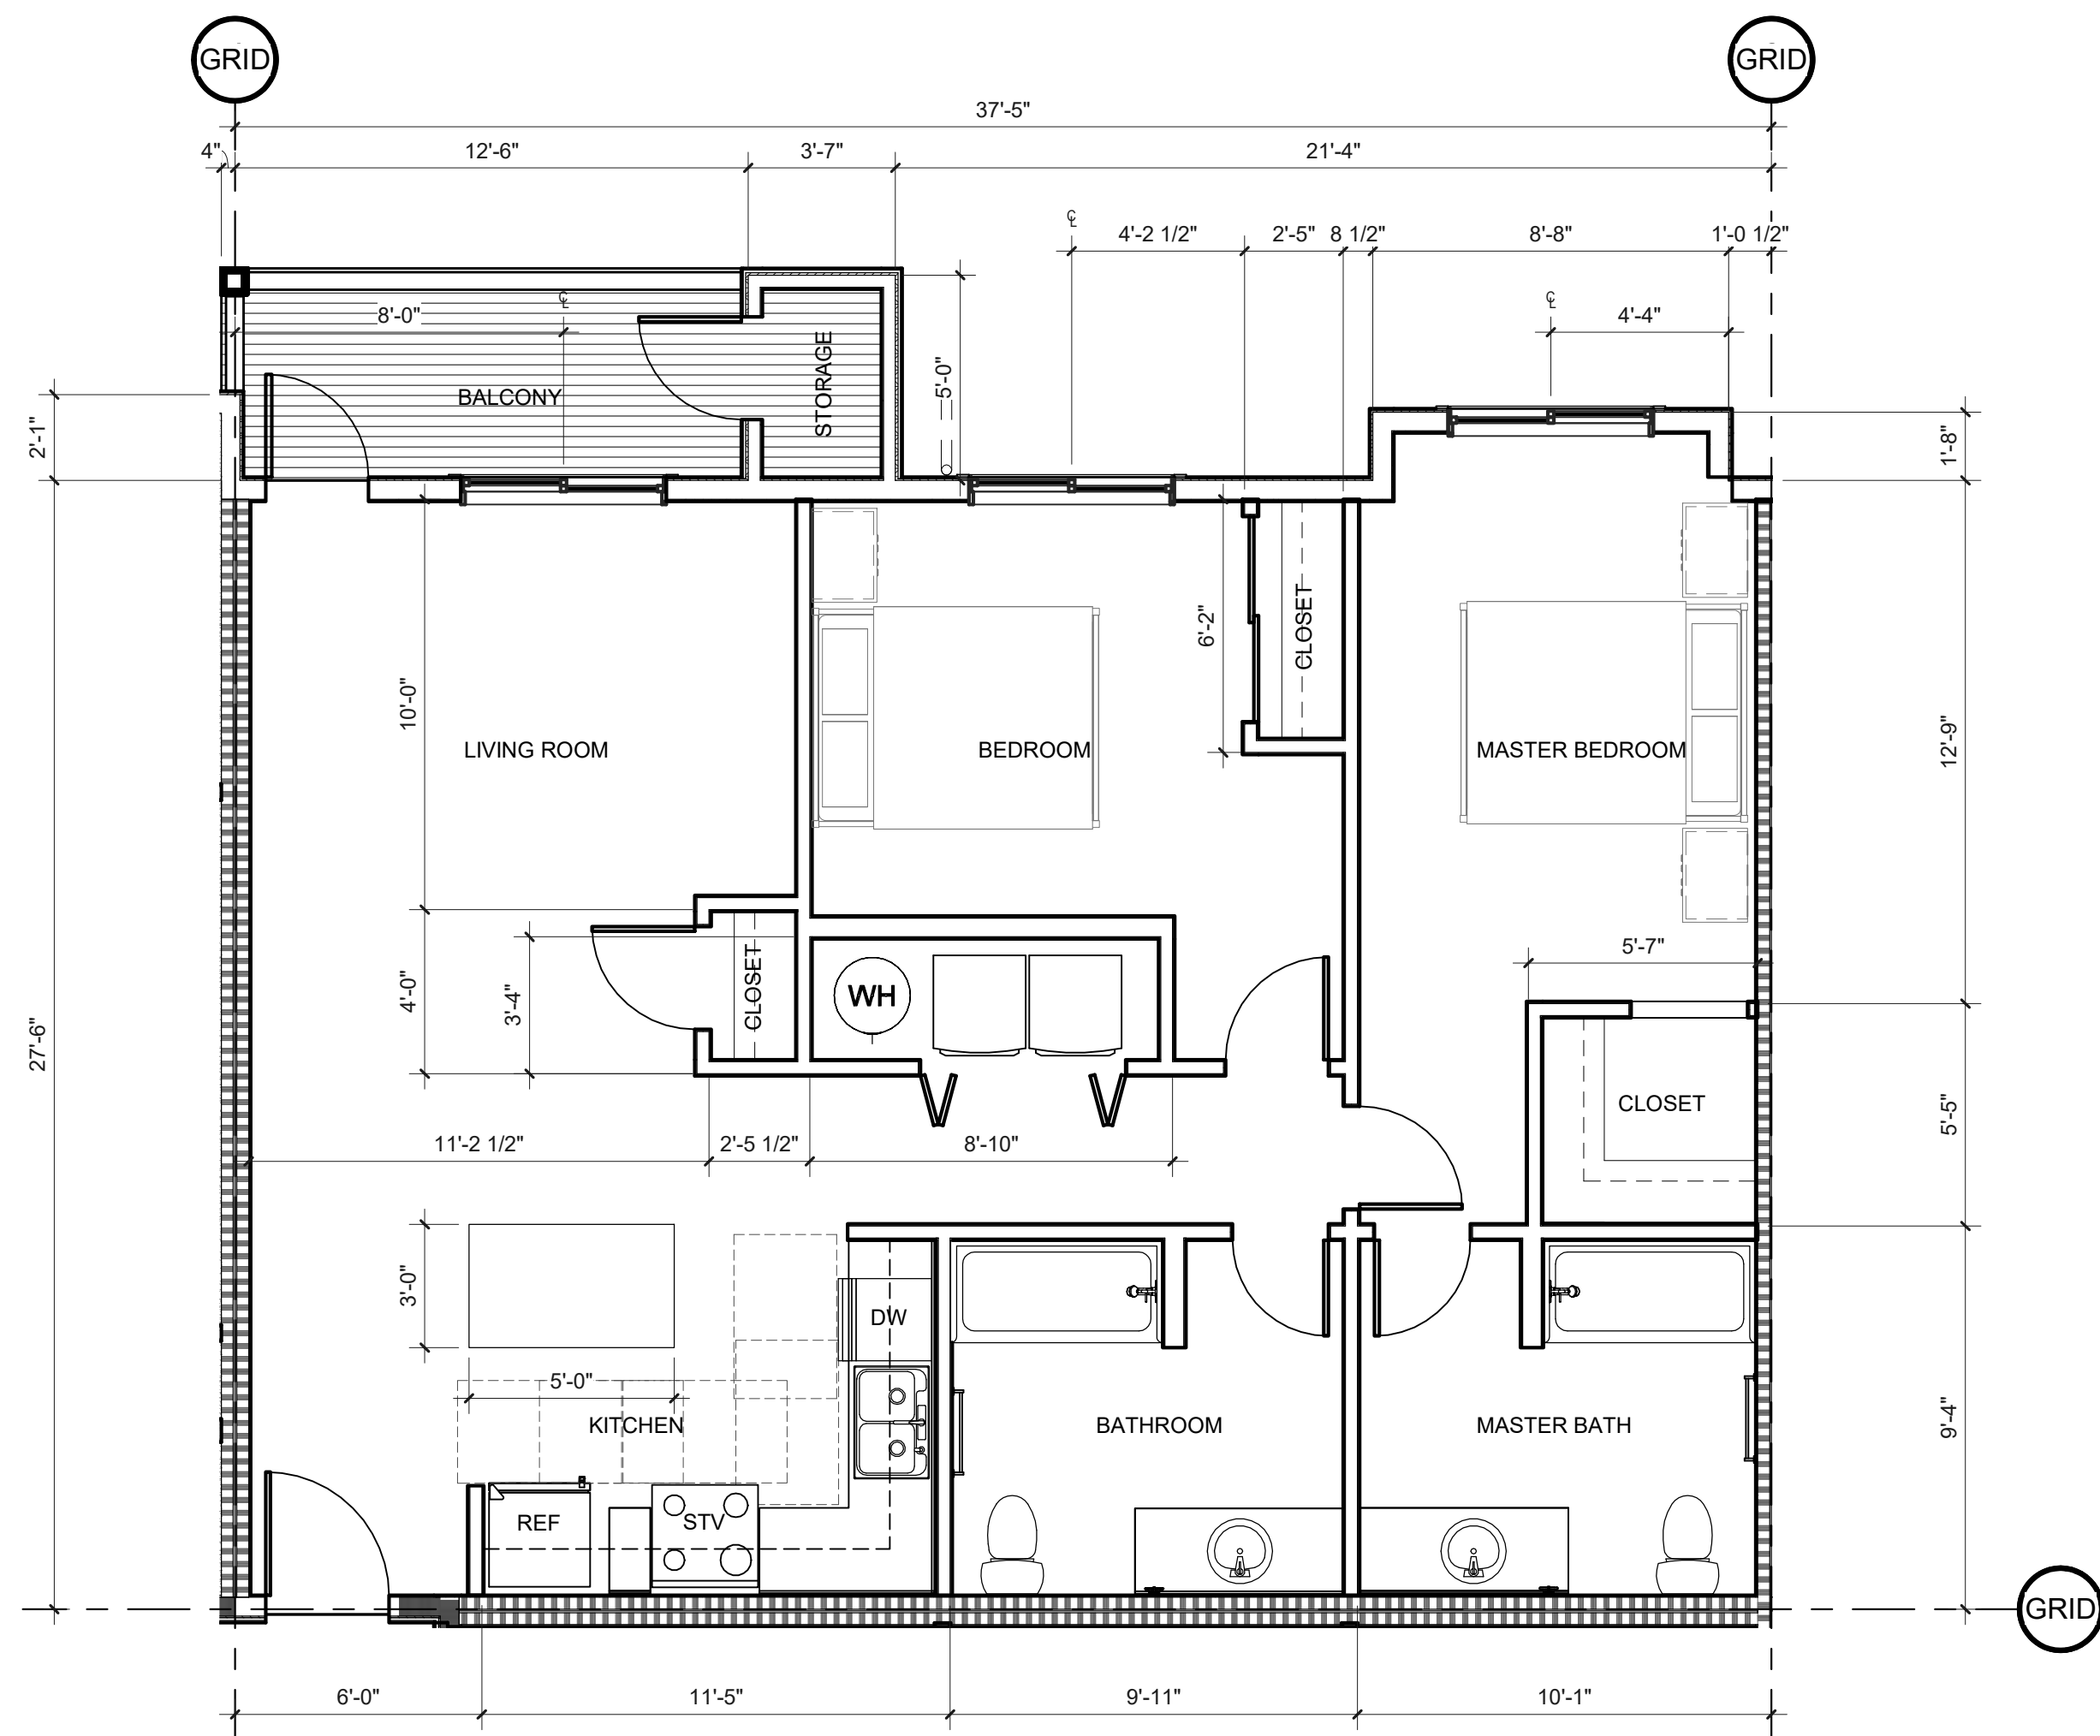 GRID
GRID
37'-5"
4"
12'-6"
3'-7"
21'-4"
℄
4'-2 1/2"
2'-5"
8 1/2"
8'-8"
1'-0 1/2"
℄
8'-0"
℄
4'-4"
BALCONY
STORAGE
5'-0"
2'-1"
1'-8"
CLOSET
6'-2"
10'-0"
LIVING ROOM
BEDROOM
MASTER BEDROOM
12'-9"
5'-7"
CLOSET
WH
4'-0"
3'-4"
27'-6"
CLOSET
5'-5"
11'-2 1/2"
2'-5 1/2"
8'-10"
3'-0"
DW
5'-0"
KITCHEN
BATHROOM
MASTER BATH
9'-4"
REF
STV
GRID
6'-0"
11'-5"
9'-11"
10'-1"